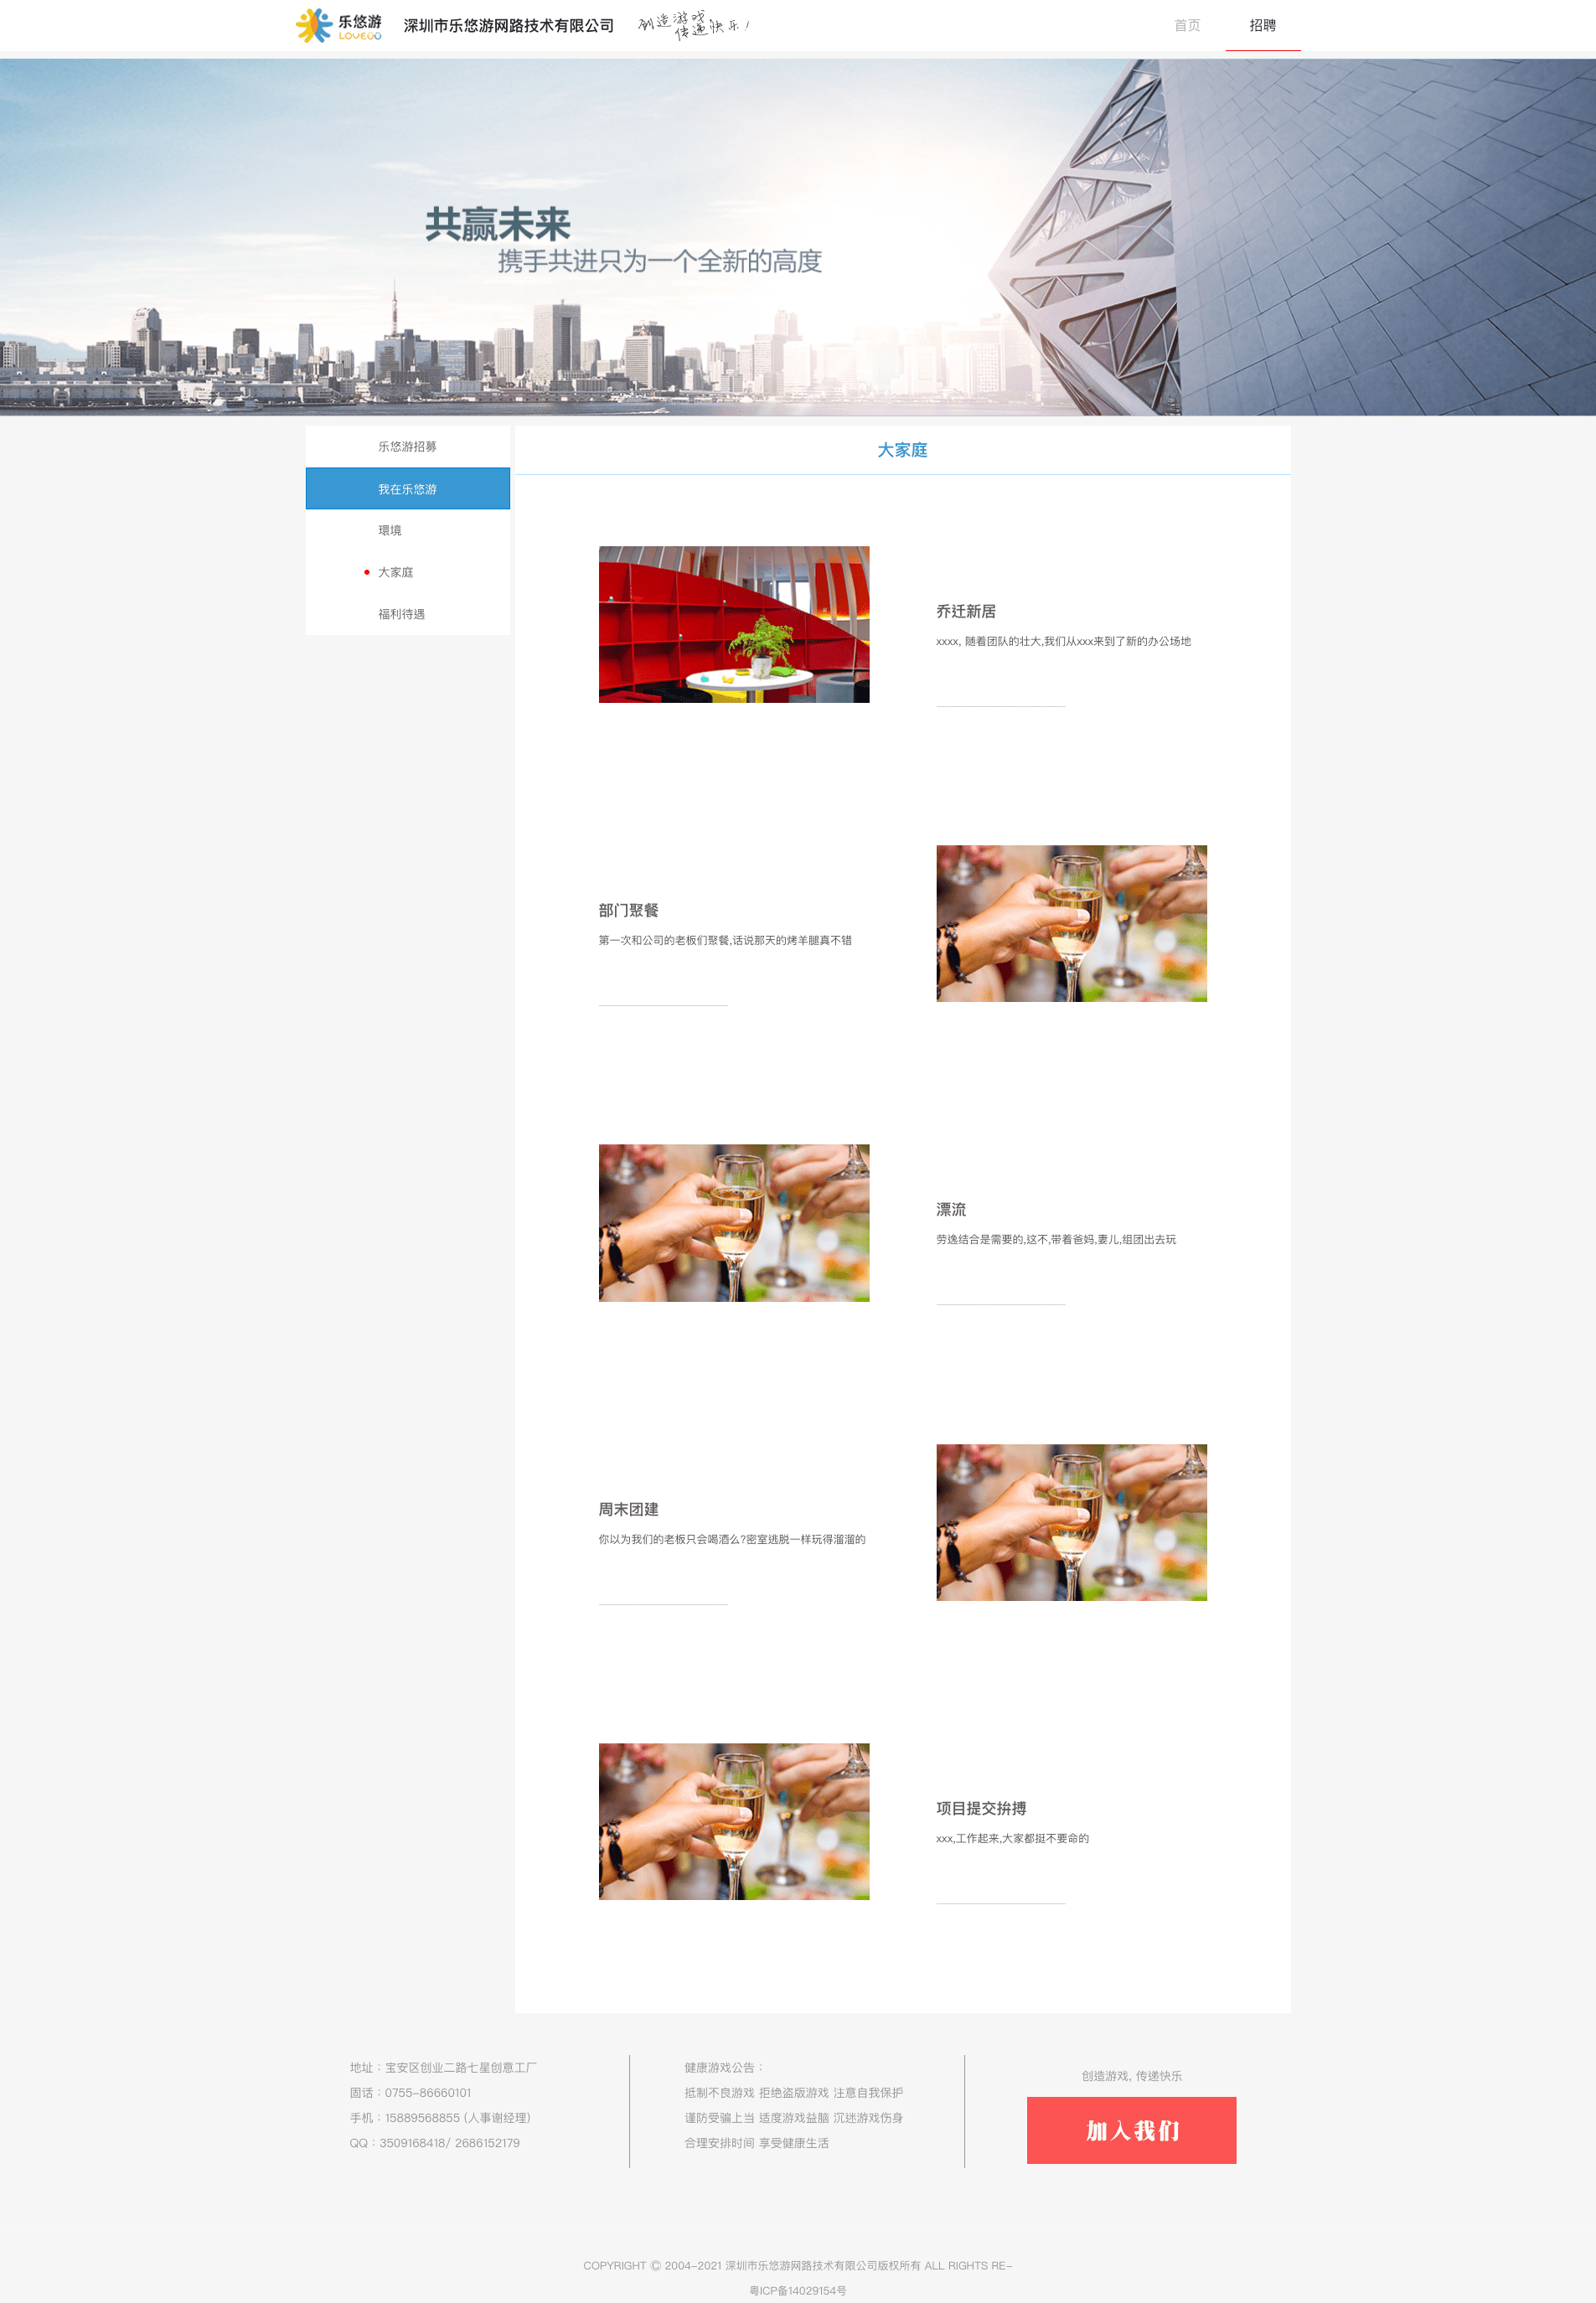 乐悠游
LOVEUU
深圳市乐悠游网路技术有限公司
创造游戏
传递快乐！
首页
招聘
共赢未来
携手共进只为一个全新的高度
乐悠游招募
我在乐悠游
環境
大家庭
福利待遇
大家庭
乔迁新居
xxxx, 随着团队的壮大,我们从xxx来到了新的办公场地
部门聚餐
第一次和公司的老板们聚餐,话说那天的烤羊腿真不错
漂流
劳逸结合是需要的,这不,带着爸妈,妻儿,组团出去玩
周末团建
你以为我们的老板只会喝酒么?密室逃脱一样玩得溜溜的
项目提交拚搏
xxx,工作起来,大家都挺不要命的
地址：宝安区创业二路七星创意工厂
固话：0755-86660101
手机：15889568855 (人事谢经理)
QQ：3509168418/ 2686152179
健康游戏公告：
抵制不良游戏 拒绝盗版游戏 注意自我保护
谨防受骗上当 适度游戏益脑 沉迷游戏伤身
合理安排时间 享受健康生活
创造游戏, 传递快乐
加入我们
COPYRIGHT © 2004-2021 深圳市乐悠游网路技术有限公司版权所有 ALL RIGHTS RE-
粤ICP备14029154号